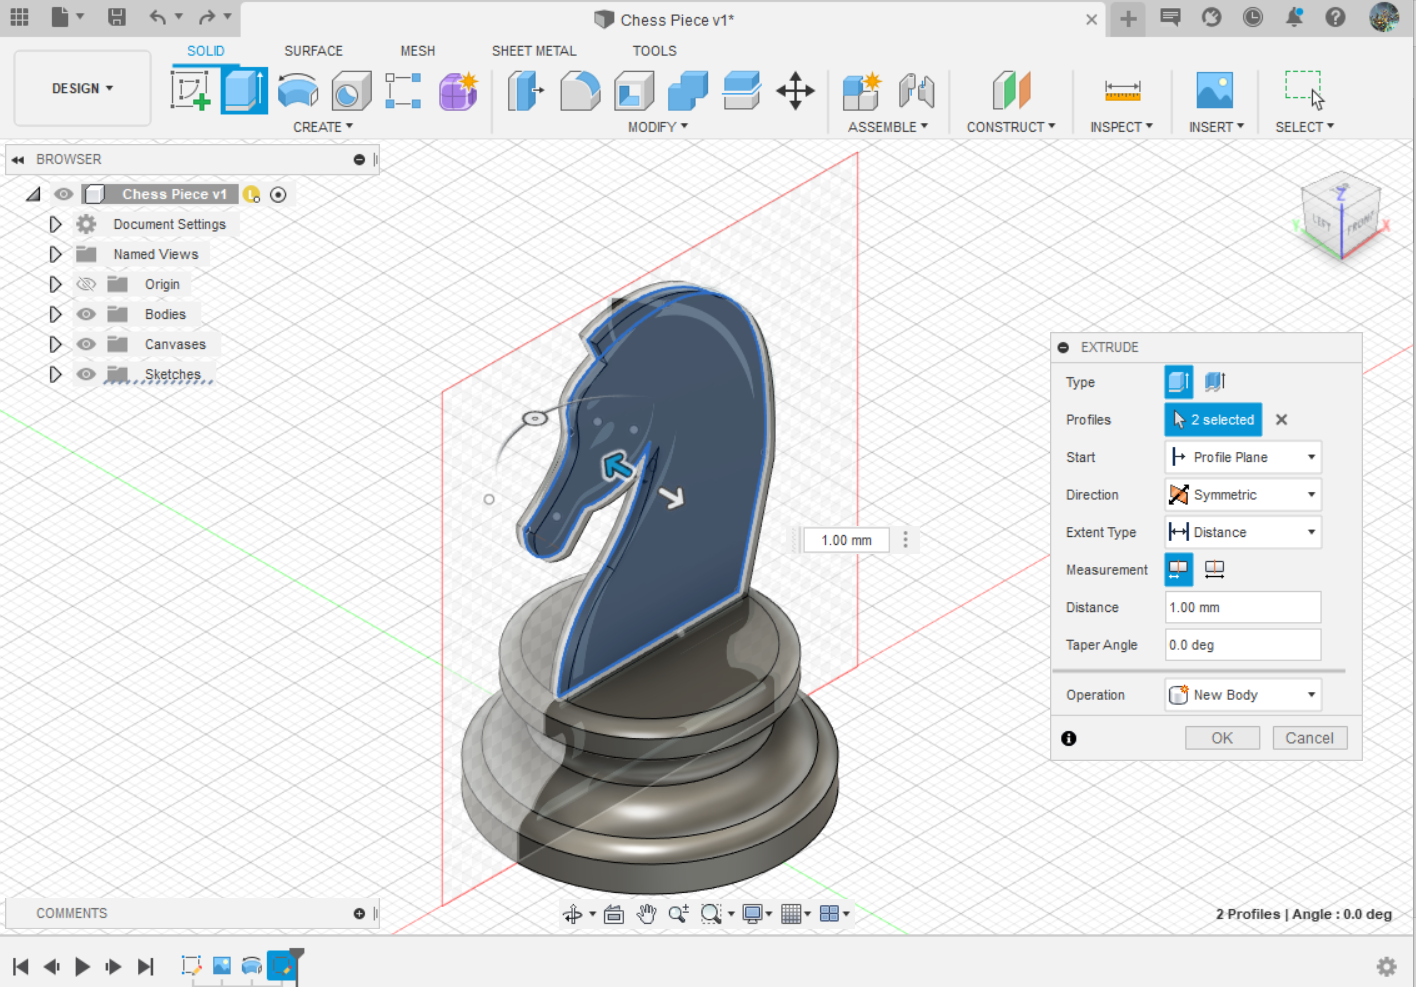 Chess Piece v1*
SOLID SURFACE MESH SHEET METAL TOOLS
DESIGN
CREATE MODIFY ASSEMBLE CONSTRUCT INSPECT INSERT SELECT
BROWSER
Chess Piece v1
Document Settings
Named Views
Origin
Bodies
Canvases
Sketches
Z
Y
X
LEFT
FRONT
1.00 mm
EXTRUDE
Type
Profiles 2 selected
Start Profile Plane
Direction Symmetric
Extent Type Distance
Measurement
Distance 1.00 mm
Taper Angle 0.0 deg
Operation New Body
OK Cancel
COMMENTS
2 Profiles | Angle : 0.0 deg